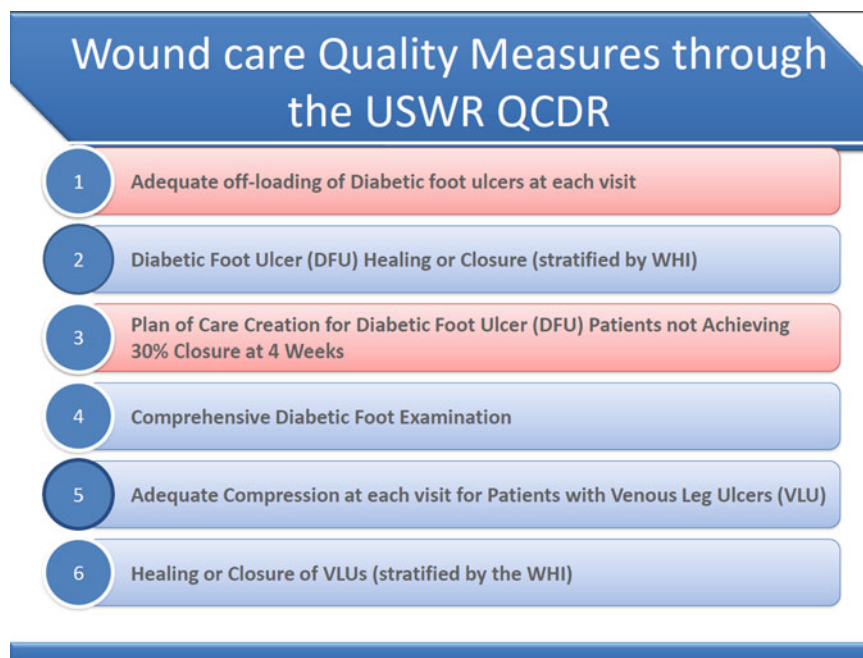 Wound care Quality Measures through
the USWR QCDR
1 Adequate off-loading of Diabetic foot ulcers at each visit
2 Diabetic Foot Ulcer (DFU) Healing or Closure (stratified by WHI)
3 Plan of Care Creation for Diabetic Foot Ulcer (DFU) Patients not Achieving
30% Closure at 4 Weeks
4 Comprehensive Diabetic Foot Examination
5 Adequate Compression at each visit for Patients with Venous Leg Ulcers (VLU)
6 Healing or Closure of VLUs (stratified by the WHI)